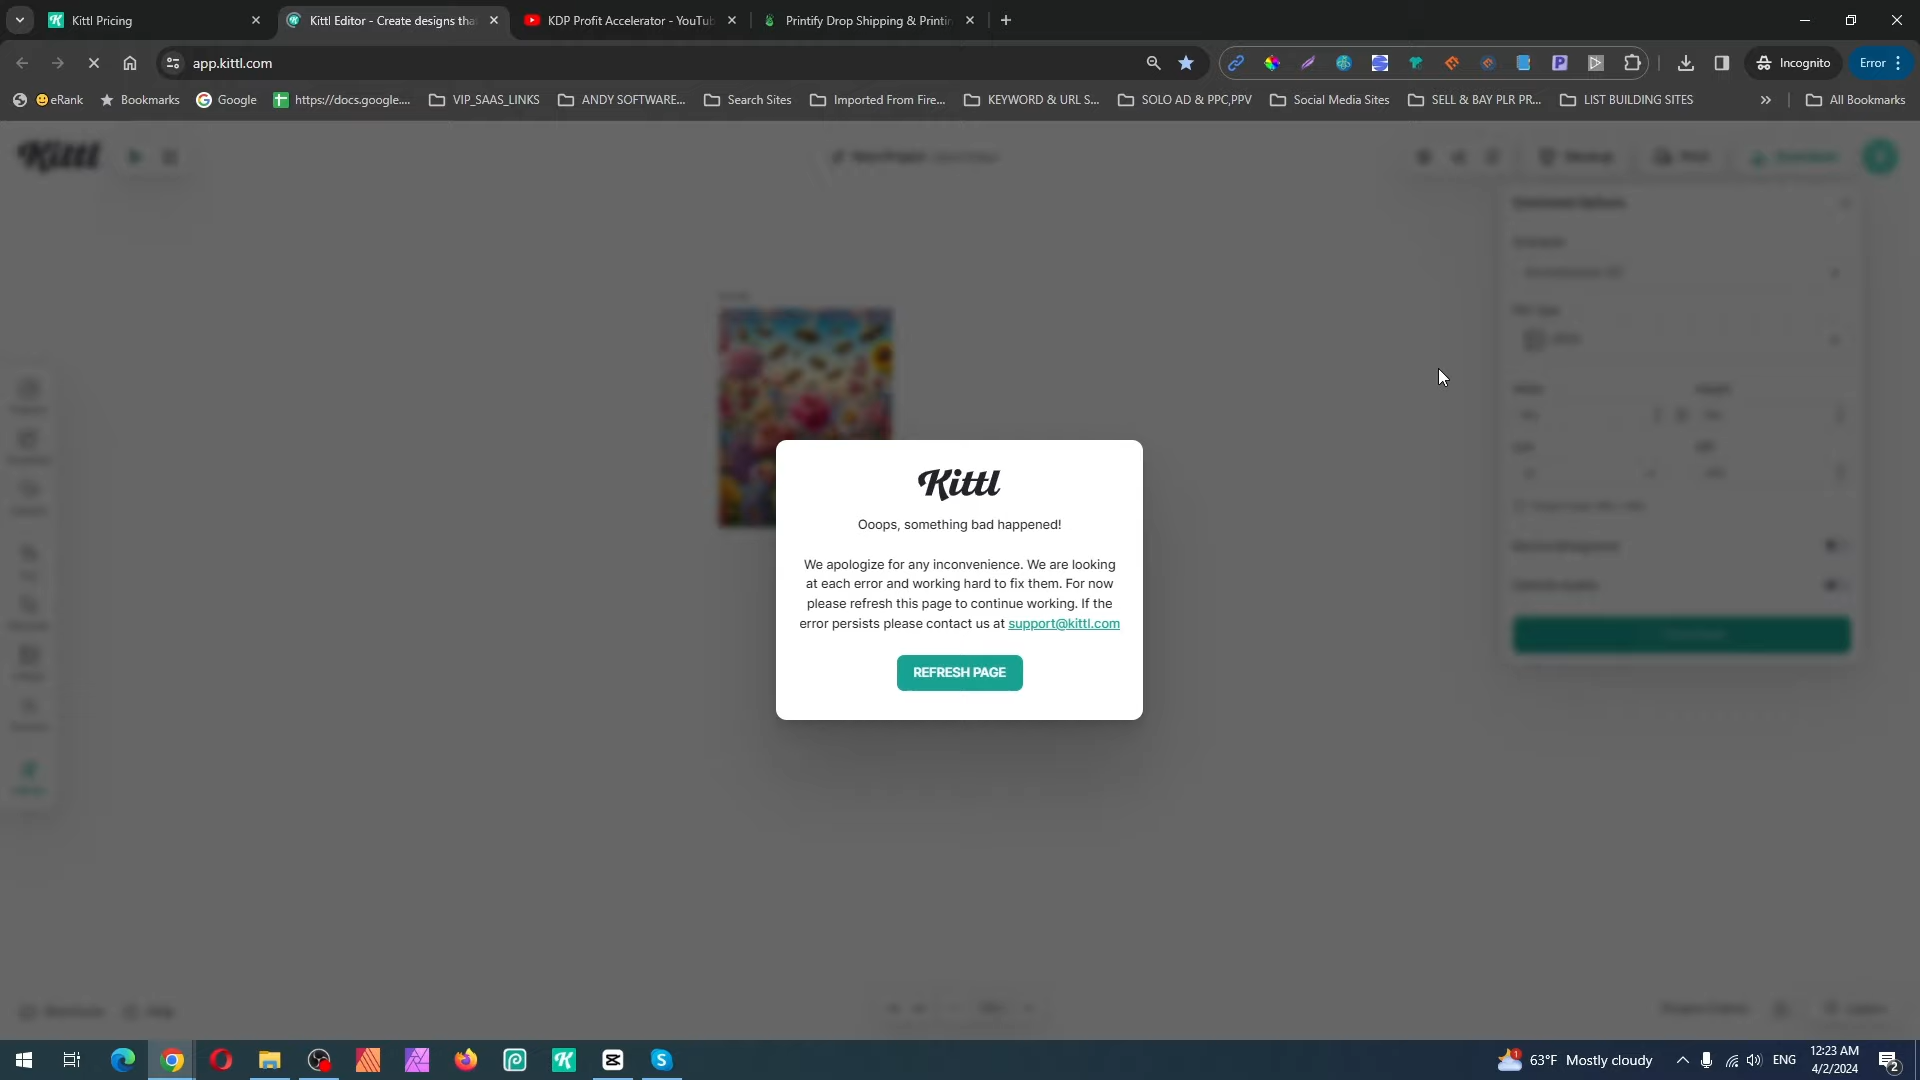 Kittl Pricing
Kittl Editor - Create designs tha
KDP Profit Accelerator - YouTub
Printify Drop Shipping & Printin
app.kittl.com
Incognito
Error
eRank
Bookmarks
Google
https://docs.google....
VIP_SAAS_LINKS
ANDY SOFTWARE...
Search Sites
Imported From Fire...
KEYWORD & URL S...
SOLO AD & PPC,PPV
Social Media Sites
SELL & BAY PLR PR...
LIST BUILDING SITES
All Bookmarks
Kittl
Kittl
Ooops, something bad happened!
We apologize for any inconvenience. We are looking
at each error and working hard to fix them. For now
please refresh this page to continue working. If the
error persists please contact us at support@kittl.com
REFRESH PAGE
63°F Mostly cloudy
ENG
12:23 AM
4/2/2024
2